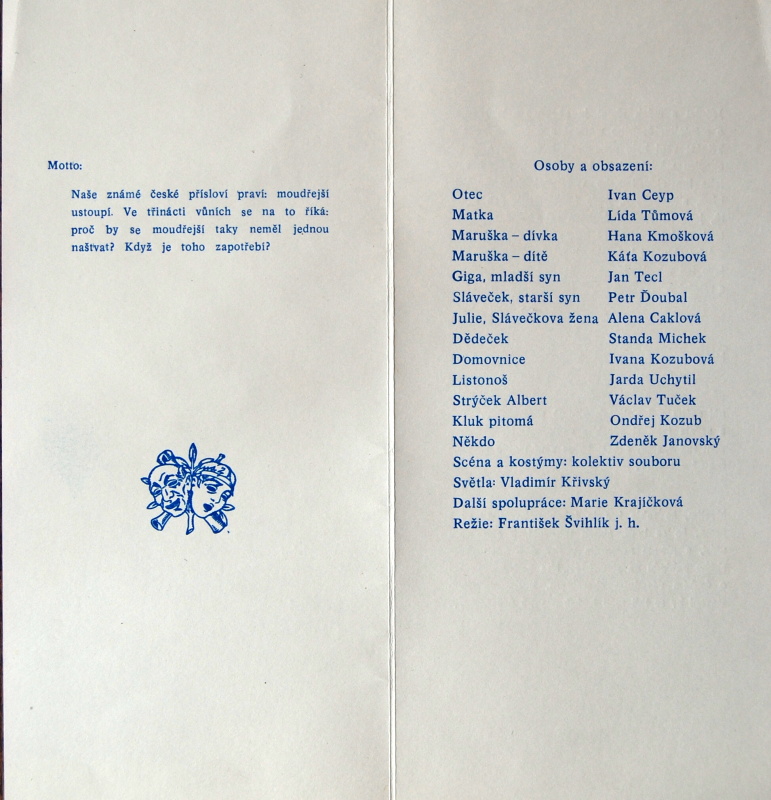 Motto:
Naše známé české přísloví praví: moudřejší
ustoupí. Ve třinácti vůních se na to říká:
proč by se moudřejší taky neměl jednou
naštvat? Když je toho zapotřebí?
Osoby a obsazení:
Otec Ivan Ceyp
Matka Lída Tůmová
Maruška – dívka Hana Kmošková
Maruška – dítě Káťa Kozubová
Giga, mladší syn Jan Tecl
Sláveček, starší syn Petr Ďoubal
Julie, Slávečkova žena Alena Caklová
Dědeček Standa Michek
Domovnice Ivana Kozubová
Listonoš Jarda Uchytil
Strýček Albert Václav Tuček
Kluk pitomá Ondřej Kozub
Někdo Zdeněk Janovský
Scéna a kostýmy: kolektiv souboru
Světla: Vladimír Křivský
Další spolupráce: Marie Krajíčková
Režie: František Švihlík j. h.